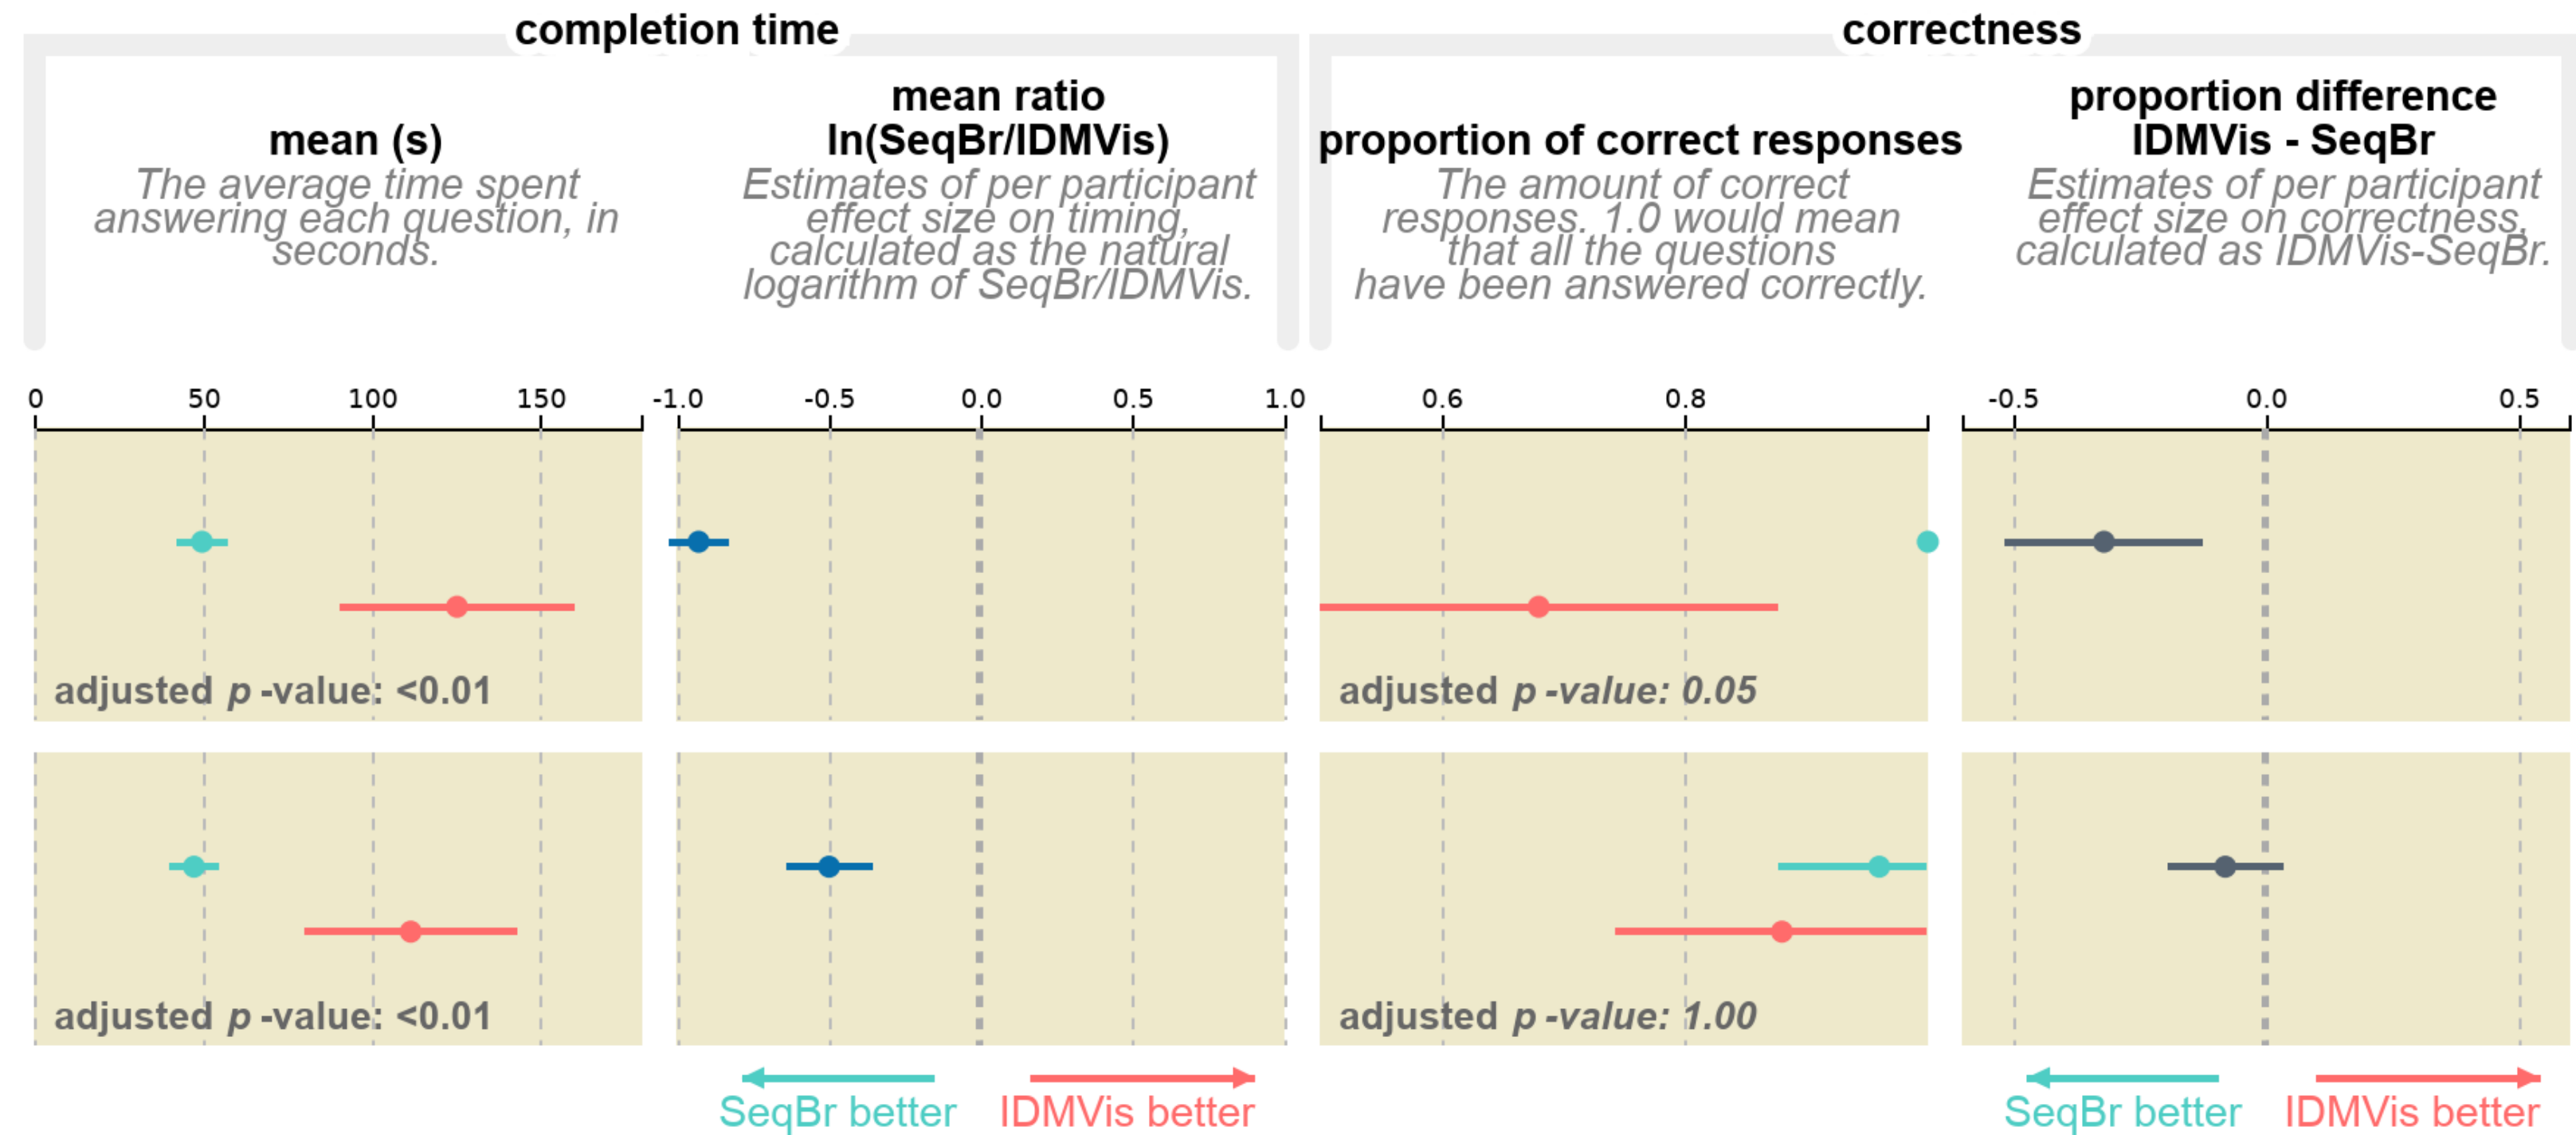 completion time
correctness
mean (s)
The average time spent
answering each question, in
seconds.
mean ratio
ln(SeqBr/IDMVis)
Estimates of per participant
effect size on timing,
calculated as the natural
logarithm of SeqBr/IDMVis.
proportion of correct responses
The amount of correct
responses. 1.0 would mean
that all the questions
have been answered correctly.
proportion difference
IDMVis - SeqBr
Estimates of per participant
effect size on correctness,
calculated as IDMVis-SeqBr.
0 50 100 150
-1.0 -0.5 0.0 0.5 1.0
0.6 0.8
-0.5 0.0 0.5
adjusted p -value: <0.01
adjusted p -value: 0.05
adjusted p -value: <0.01
adjusted p -value: 1.00
SeqBr better
IDMVis better
SeqBr better
IDMVis better